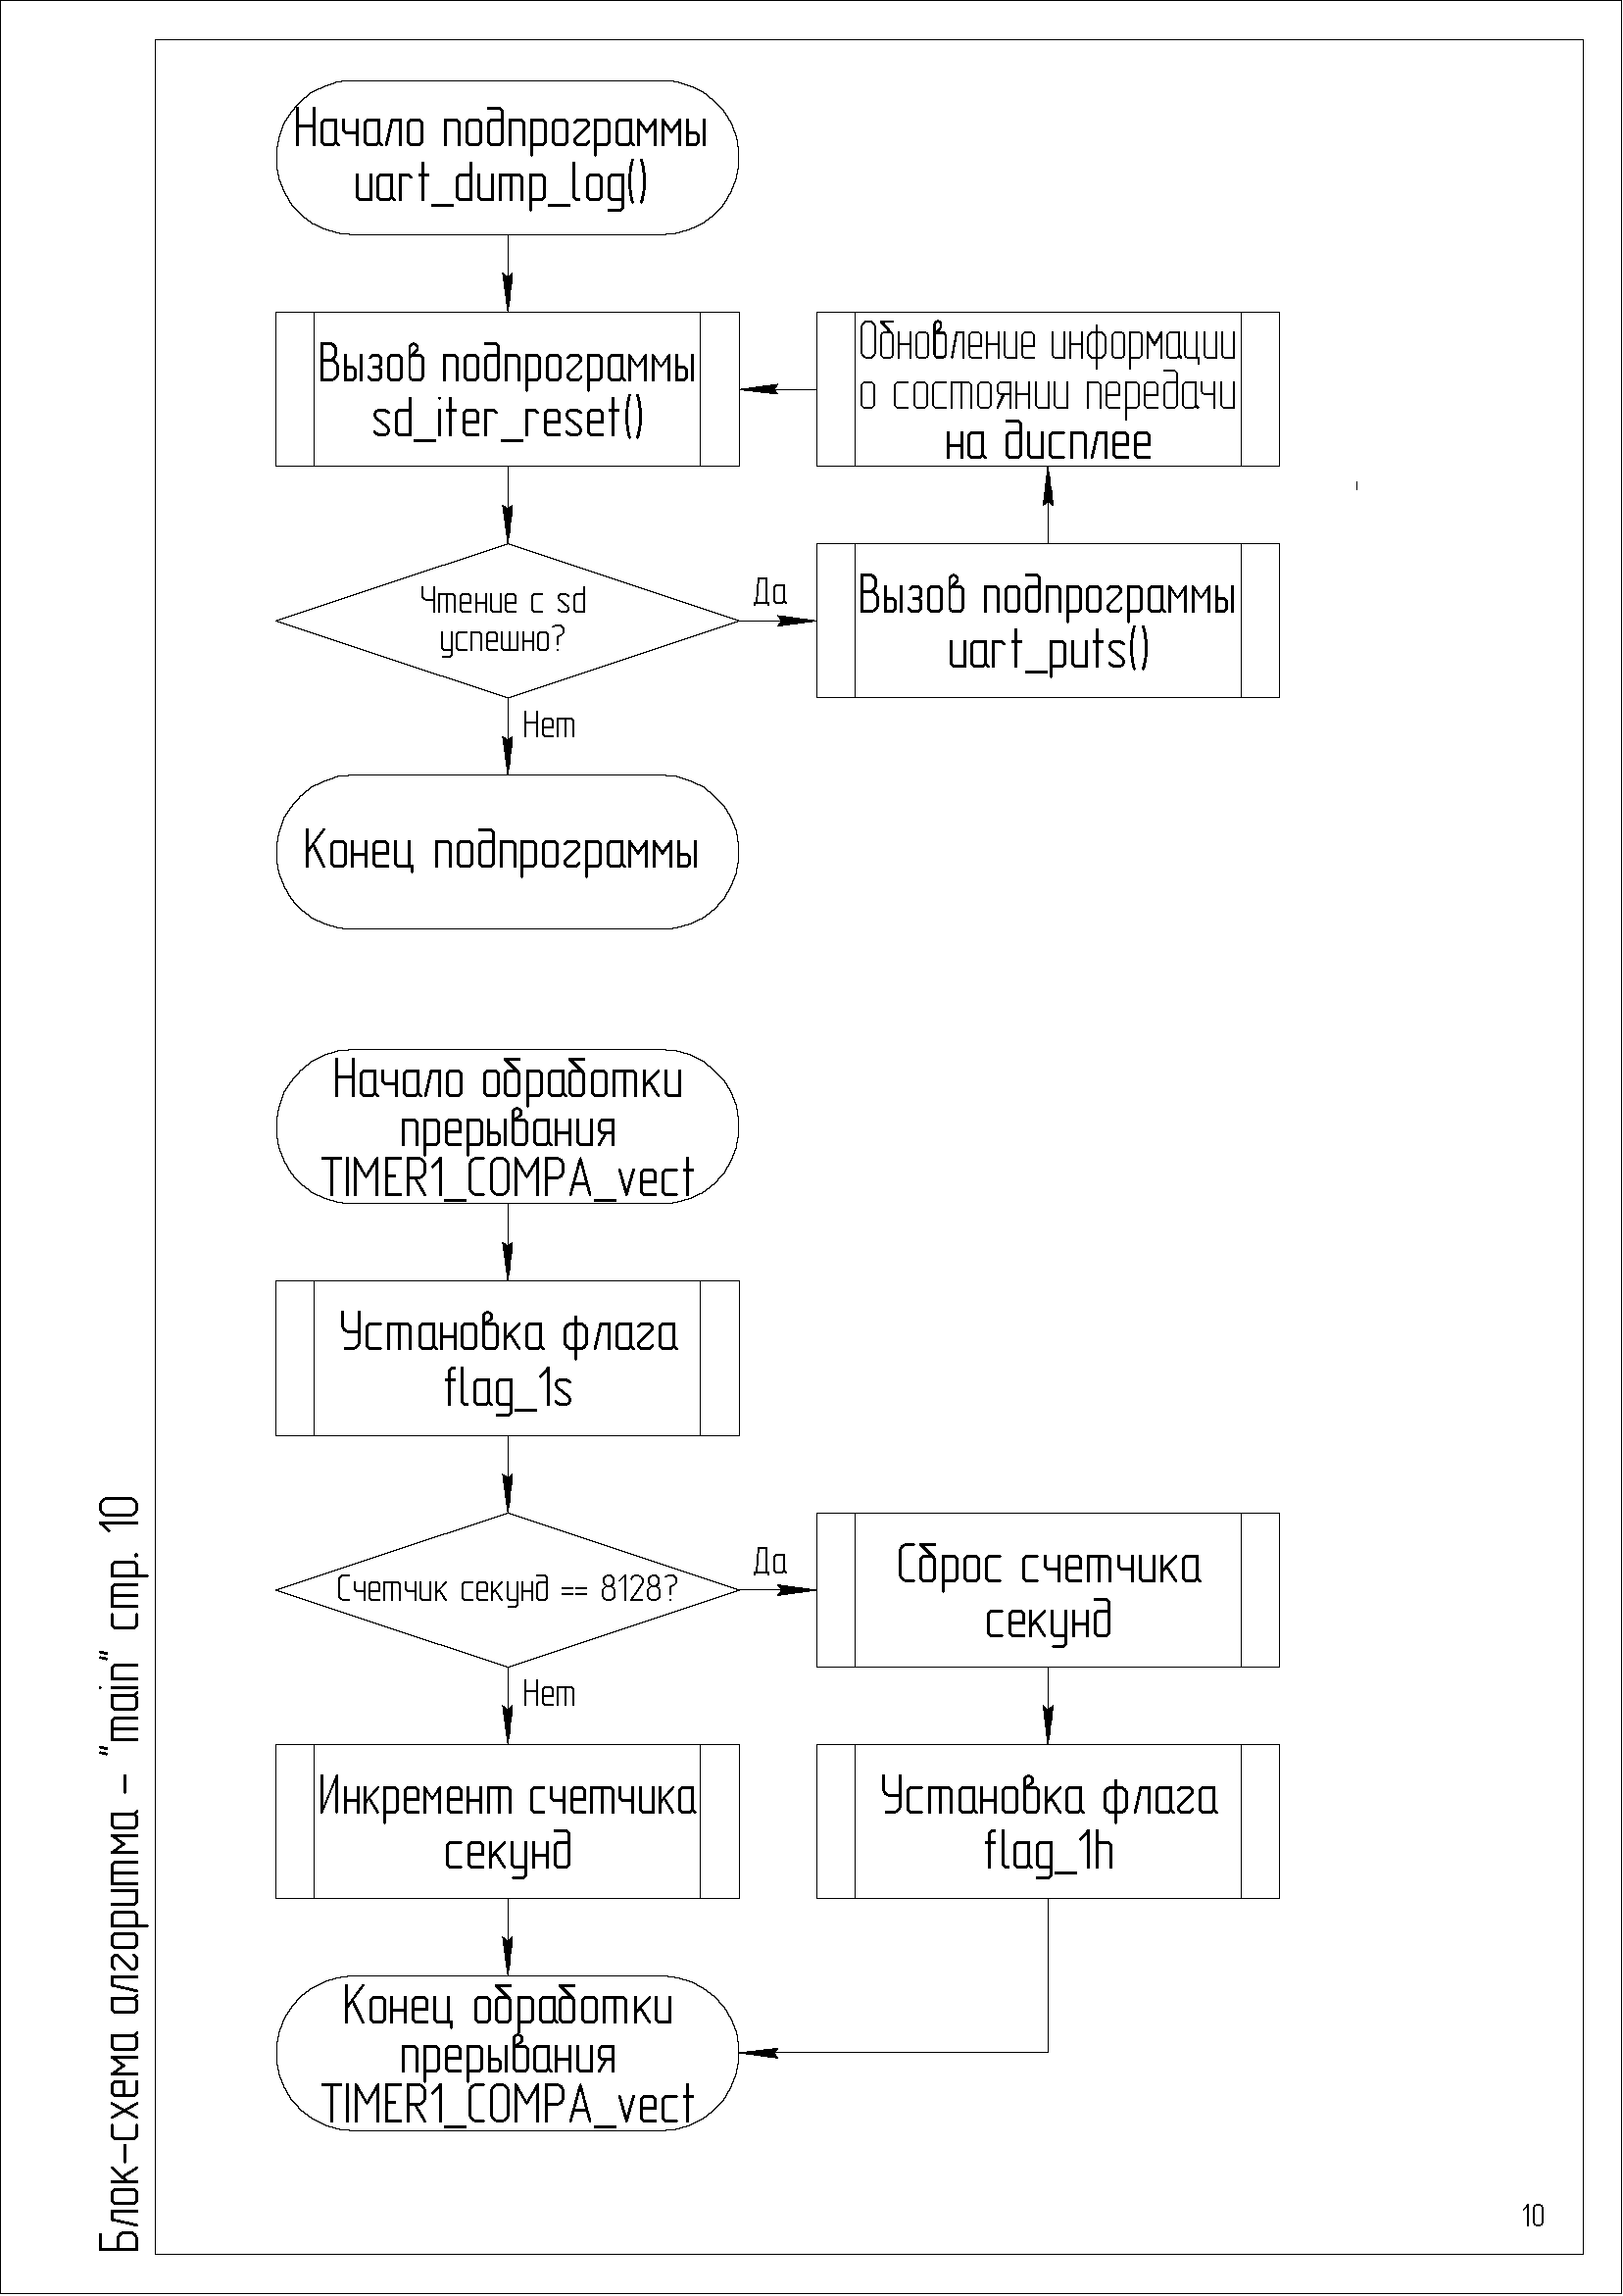 Начало подпрограммы
uart_dump_log()
Вызов подпрограммы
sd_iter_reset()
Обновление информации
о состоянии передачи
на дисплее
Чтение с sd
успешно?
Да
Вызов подпрограммы
uart_puts()
Нет
Конец подпрограммы
Начало обработки
прерывания
TIMER1_COMPA_vect
Установка флага
flag_1s
Счетчик секунд == 8128?
Да
Сброс счетчика
секунд
Нет
Инкремент счетчика
секунд
Установка флага
flag_1h
Конец обработки
прерывания
TIMER1_COMPA_vect
Блок-схема алгоритма - "main" стр. 10
10